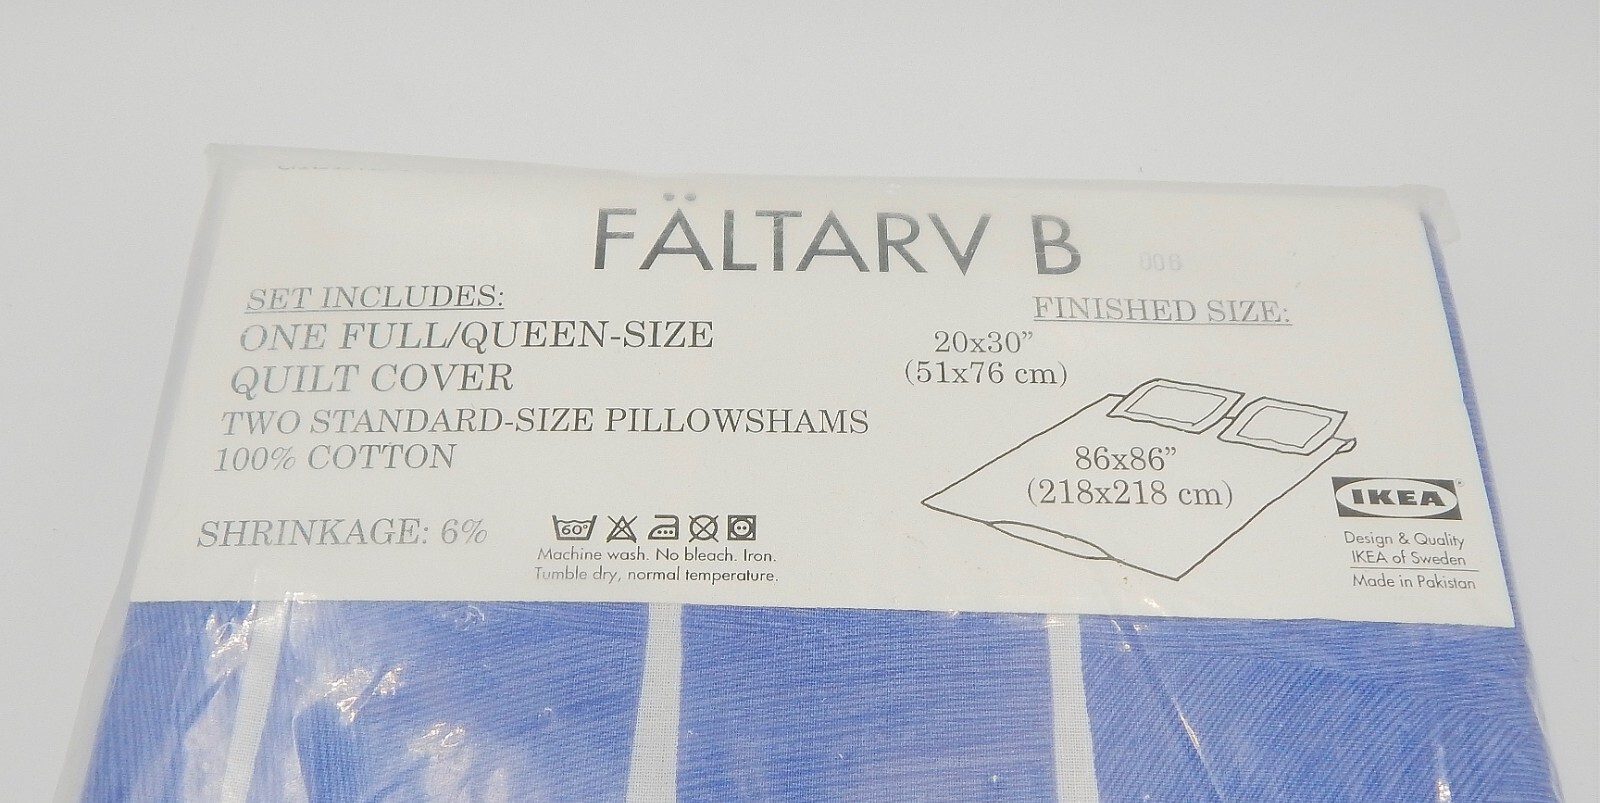 FÄLTARV B
008
SET INCLUDES:
ONE FULL/QUEEN-SIZE
QUILT COVER
TWO STANDARD-SIZE PILLOWSHAMS
100% COTTON
SHRINKAGE: 6%
60°
Machine wash. No bleach. Iron.
Tumble dry, normal temperature.
FINISHED SIZE:
20x30”
(51x76 cm)
86x86”
(218x218 cm)
IKEA®
Design & Quality
IKEA of Sweden
Made in Pakistan